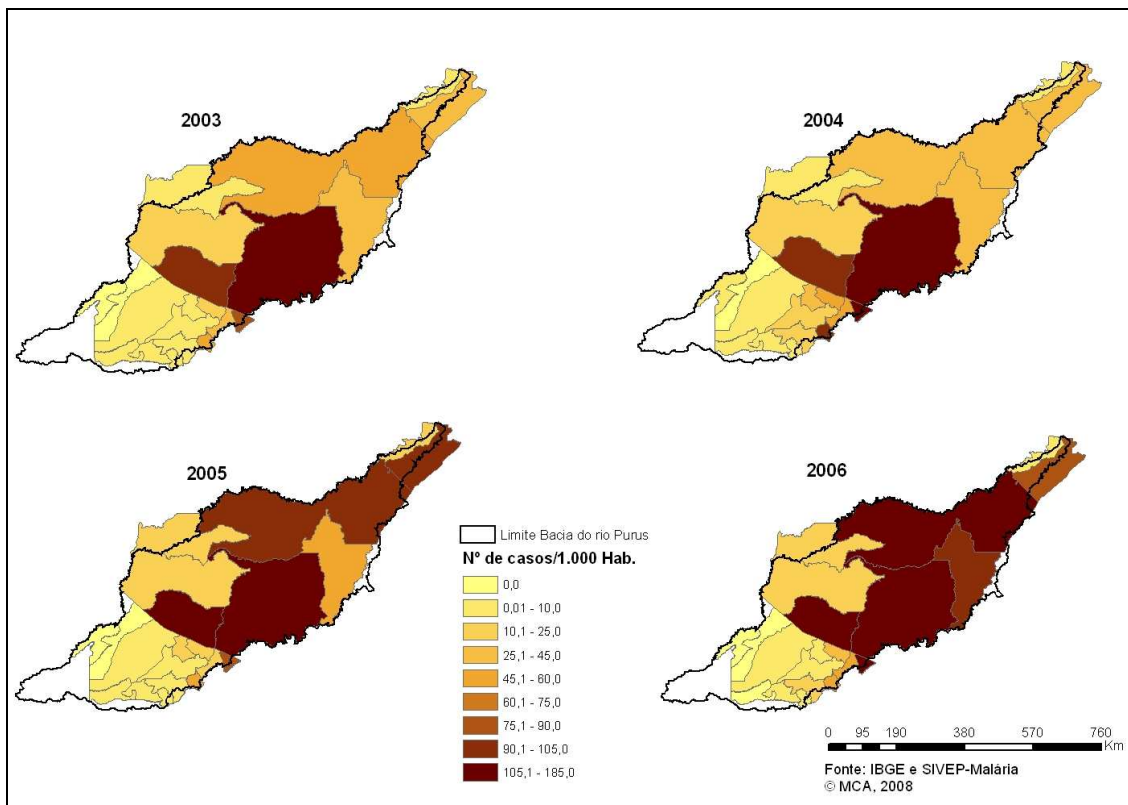 2003
2004
2005
2006
Limite Bacia do rio Purus
Nº de casos/1.000 Hab.
0,0
0,01 - 10,0
10,1 - 25,0
25,1 - 45,0
45,1 - 60,0
60,1 - 75,0
75,1 - 90,0
90,1 - 105,0
105,1 - 185,0
0 95 190 380 570 760
Km
Fonte: IBGE e SIVEP-Malária
© MCA, 2008